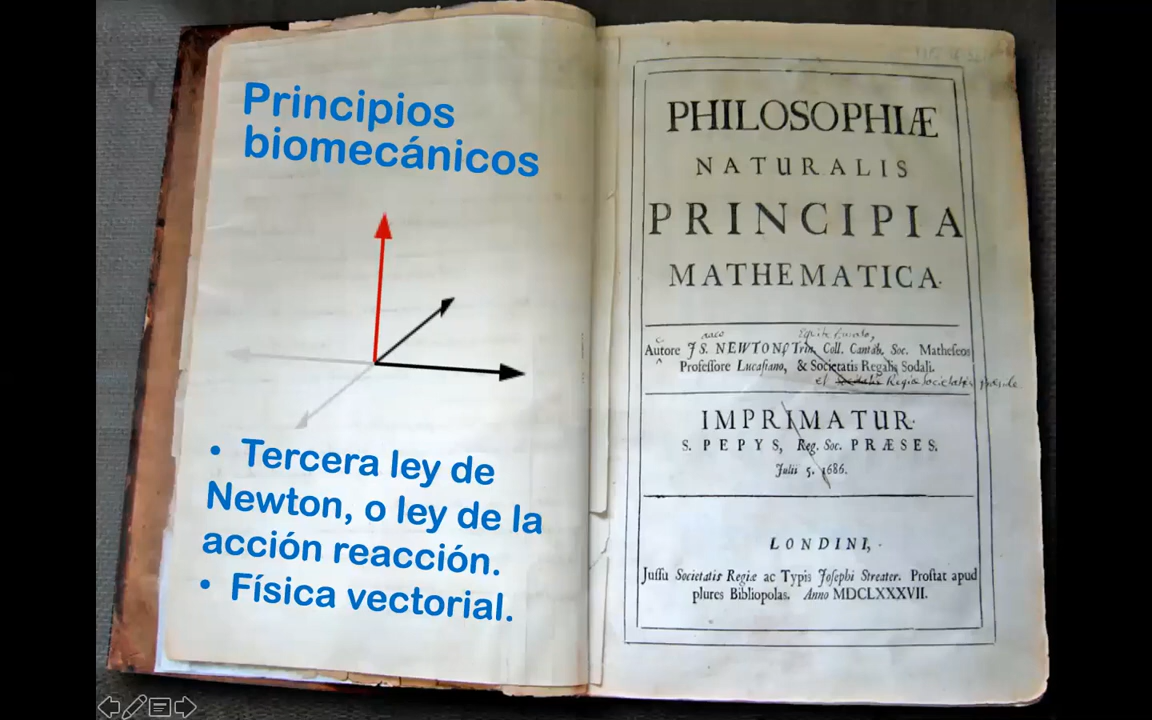 Principios
biomecánicos
• Tercera ley de
Newton, o ley de la
acción reacción.
• Física vectorial.
PHILOSOPHIÆ
NATURALIS
PRINCIPIA
MATHEMATICA.
Autore J S. NEWTON, Trin. Coll. Cantab. Soc. Matheseos
Professore Lucasiano, & Societatis Regalis Sodali.
IMPRIMATUR.
S. PEPYS, Reg. Soc. PRÆSES.
Julii 5. 1686.
LONDINI,
Jussu Societatis Regiæ ac Typis Josephi Streater. Prostat apud
plures Bibliopolas. Anno MDCLXXXVII.